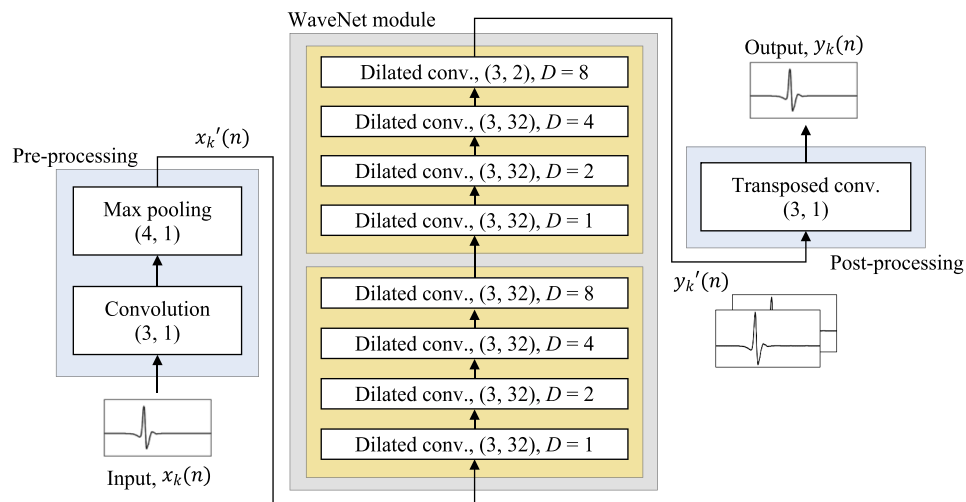 WaveNet module
Dilated conv., (3, 2), D = 8
Dilated conv., (3, 32), D = 4
Dilated conv., (3, 32), D = 2
Dilated conv., (3, 32), D = 1
Dilated conv., (3, 32), D = 8
Dilated conv., (3, 32), D = 4
Dilated conv., (3, 32), D = 2
Dilated conv., (3, 32), D = 1
Pre-processing
xₖ′(n)
Max pooling
(4, 1)
Convolution
(3, 1)
Input, xₖ(n)
Output, yₖ(n)
Transposed conv.
(3, 1)
Post-processing
yₖ′(n)